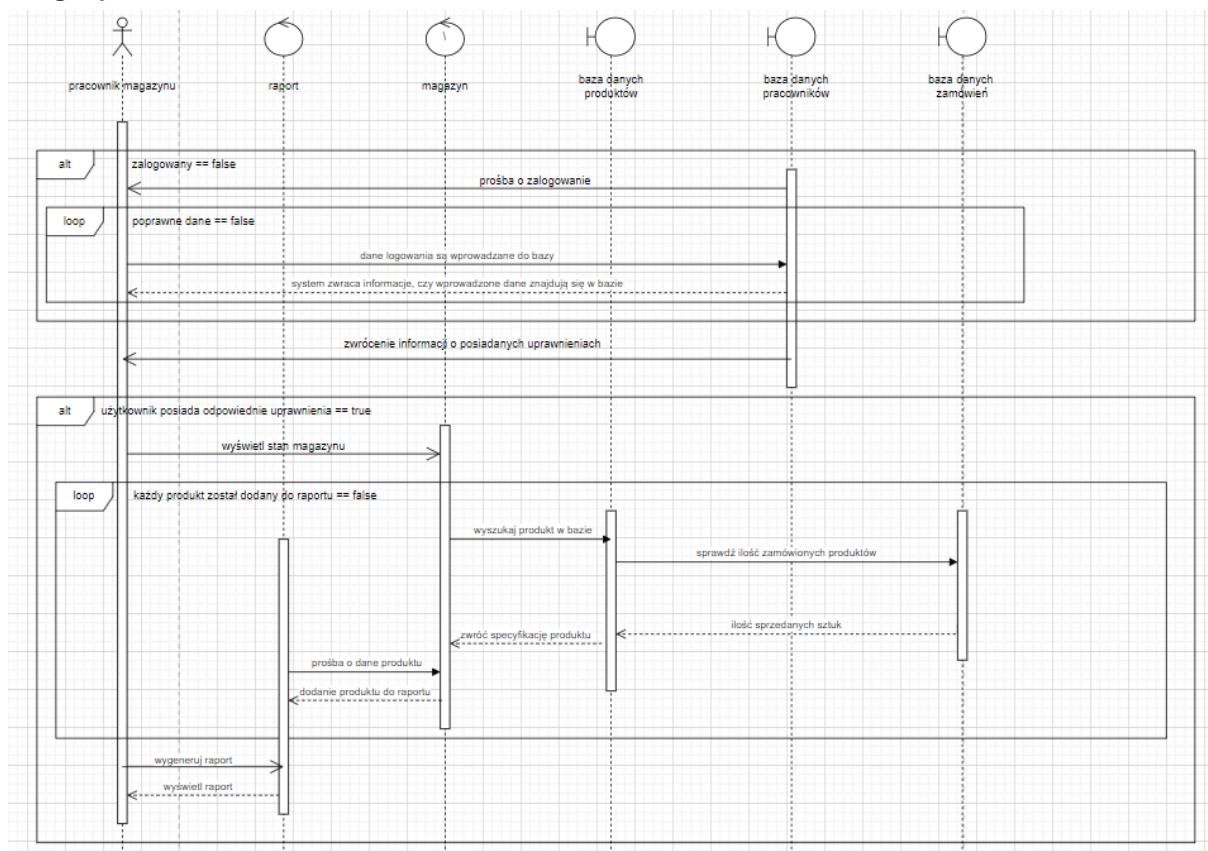 pracownik magazynu
raport
magazyn
baza danych
produktów
baza danych
pracowników
baza danych
zamówień
alt
zalogowany == false
prośba o zalogowanie
loop
poprawne dane == false
dane logowania są wprowadzane do bazy
system zwraca informacje, czy wprowadzone dane znajdują się w bazie
zwrócenie informacji o posiadanych uprawnieniach
alt
użytkownik posiada odpowiednie uprawnienia == true
wyświetl stan magazynu
loop
każdy produkt został dodany do raportu == false
wyszukaj produkt w bazie
sprawdź ilość zamówionych produktów
ilość sprzedanych sztuk
zwróć specyfikację produktu
prośba o dane produktu
dodanie produktu do raportu
wygeneruj raport
wyświetl raport